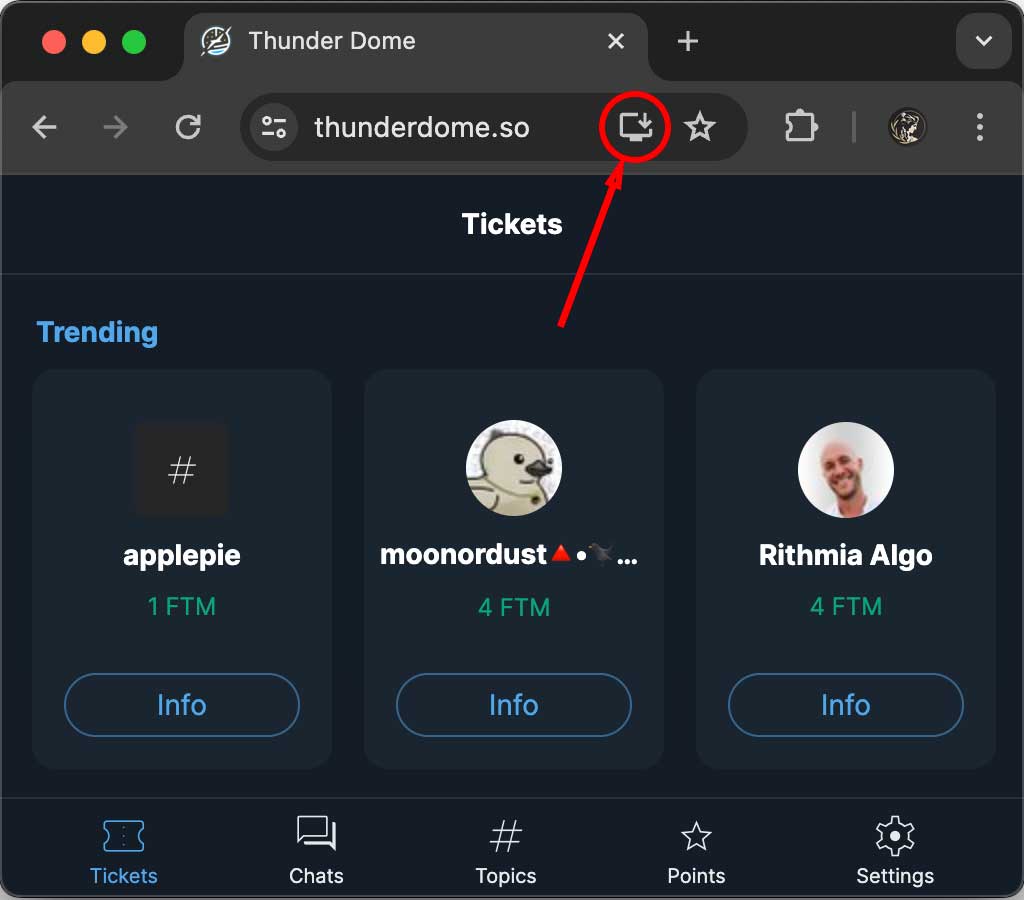 Thunder Dome
thunderdome.so
Tickets
Trending
applepie
moonordust🔺•🐦‍⬛...
Rithmia Algo
1 FTM
4 FTM
4 FTM
Info
Info
Info
Tickets
Chats
Topics
Points
Settings